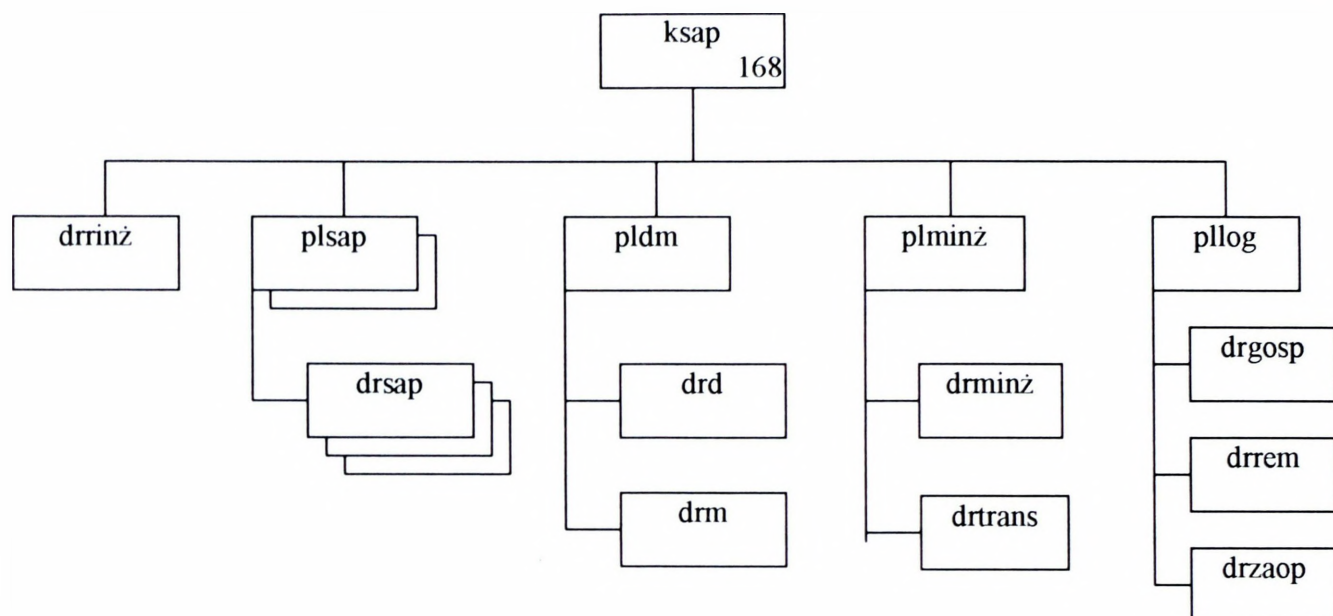 ksap
168
drrinż
plsap
pldm
plminż
pllog
drgosp
drsap
drd
drminż
drrem
drm
drtrans
drzaop